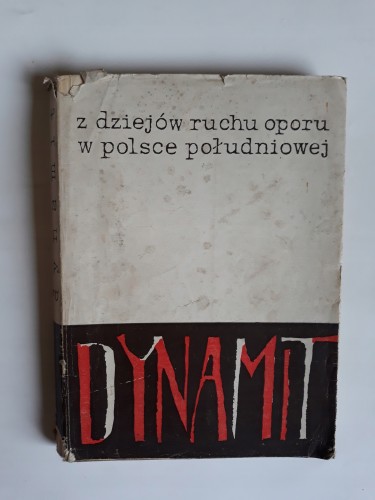 z dziejów ruchu oporu
w polsce południowej
DYNAMIT